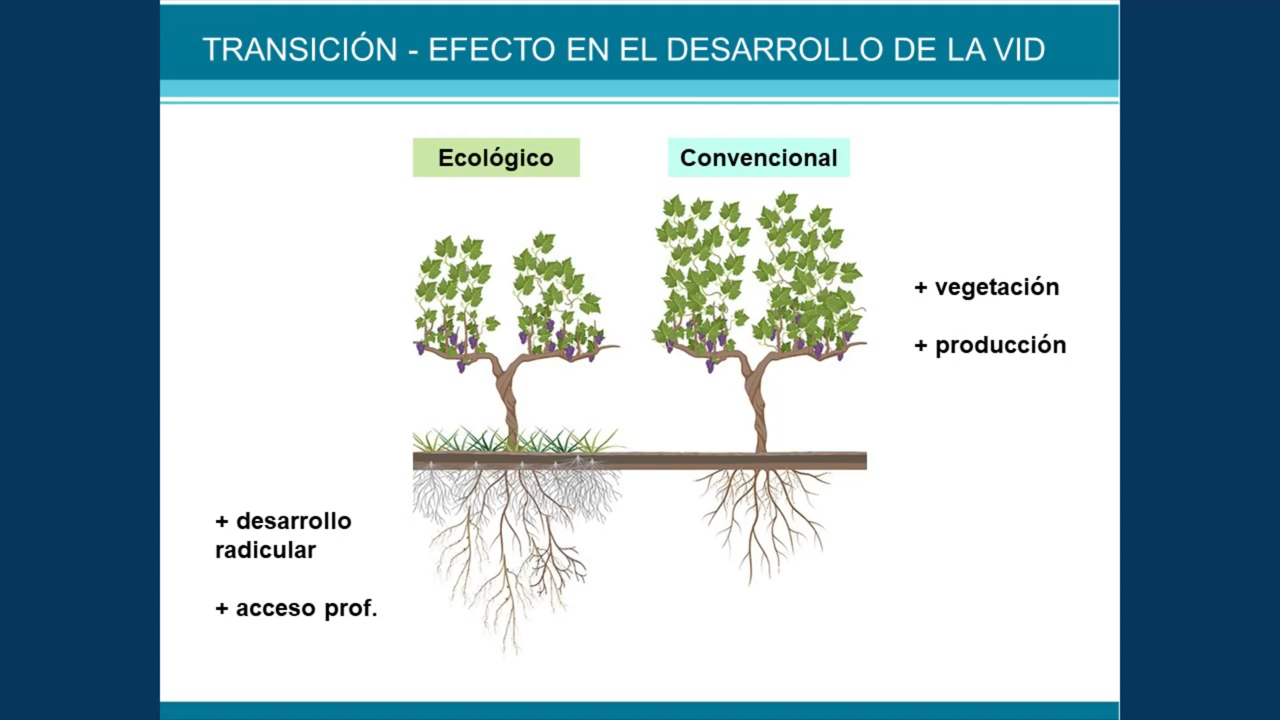 TRANSICIÓN - EFECTO EN EL DESARROLLO DE LA VID
Ecológico
Convencional
+ vegetación
+ producción
+ desarrollo
radicular
+ acceso prof.